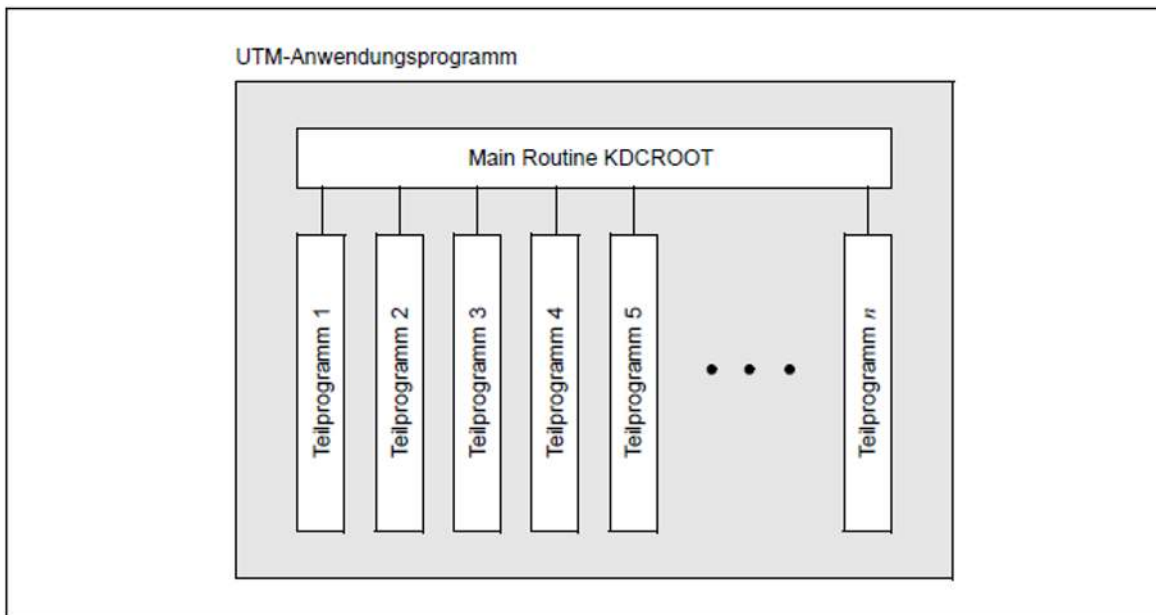 UTM-Anwendungsprogramm
Main Routine KDCROOT
Teilprogramm 1
Teilprogramm 2
Teilprogramm 3
Teilprogramm 4
Teilprogramm 5
Teilprogramm n